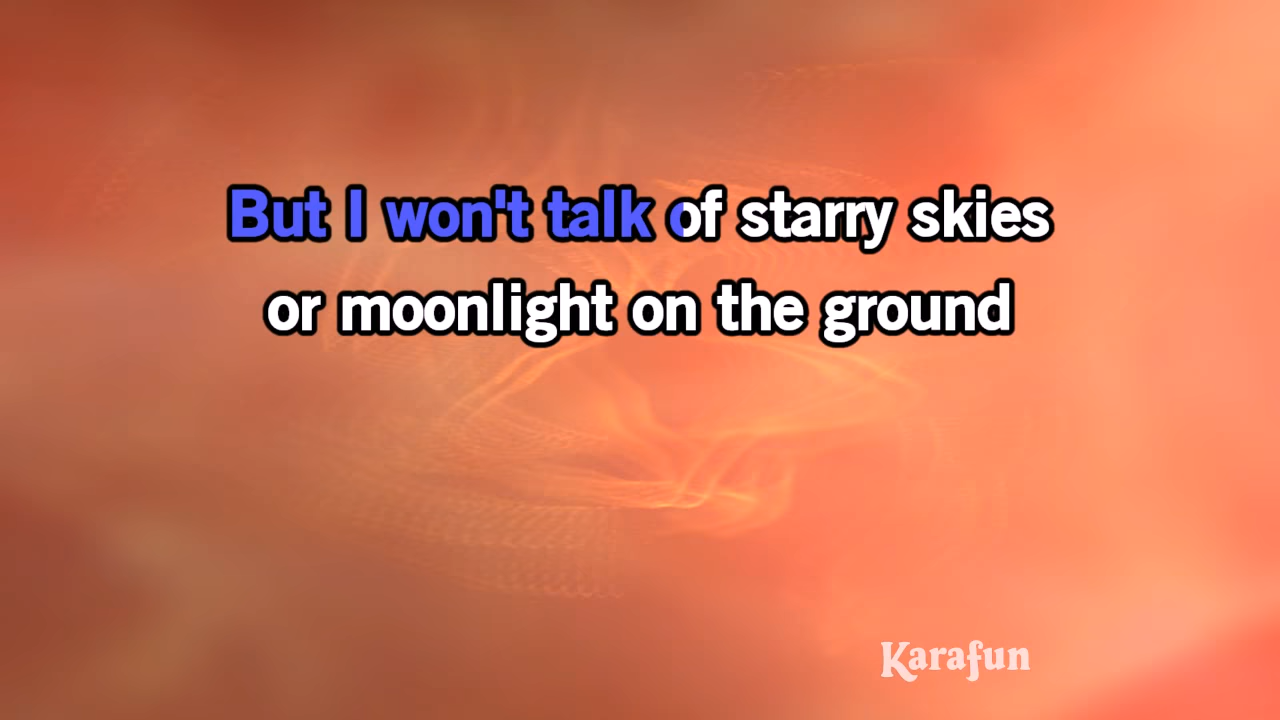 But I won't talk of starry skies
or moonlight on the ground
Karafun